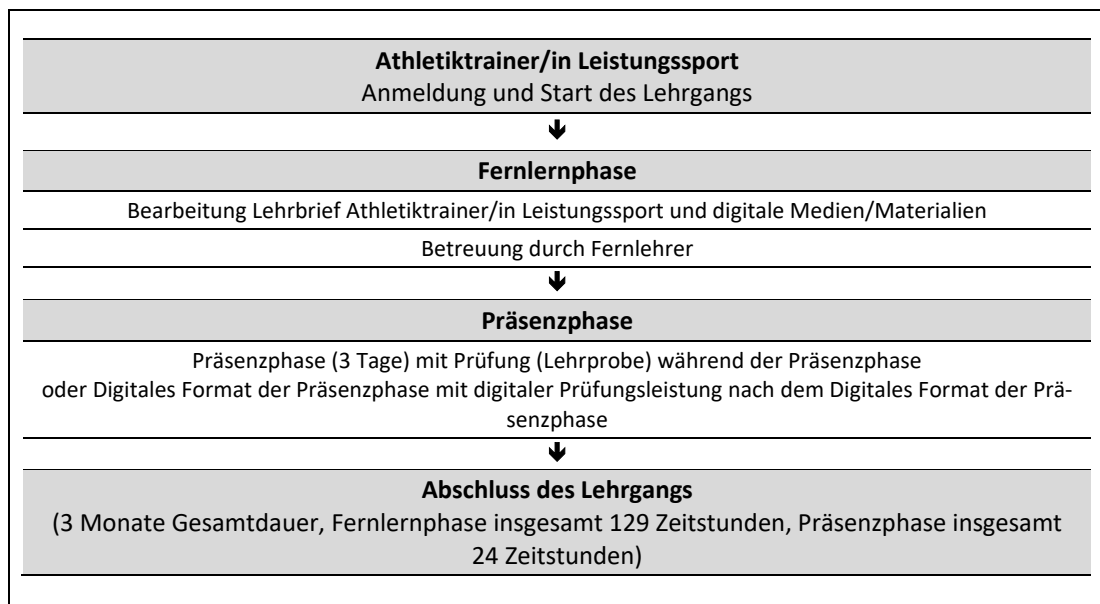 Athletiktrainer/in Leistungssport
Anmeldung und Start des Lehrgangs
Fernlernphase
Bearbeitung Lehrbrief Athletiktrainer/in Leistungssport und digitale Medien/Materialien
Betreuung durch Fernlehrer
Präsenzphase
Präsenzphase (3 Tage) mit Prüfung (Lehrprobe) während der Präsenzphase
oder Digitales Format der Präsenzphase mit digitaler Prüfungsleistung nach dem Digitales Format der Prä-
senzphase
Abschluss des Lehrgangs
(3 Monate Gesamtdauer, Fernlernphase insgesamt 129 Zeitstunden, Präsenzphase insgesamt
24 Zeitstunden)